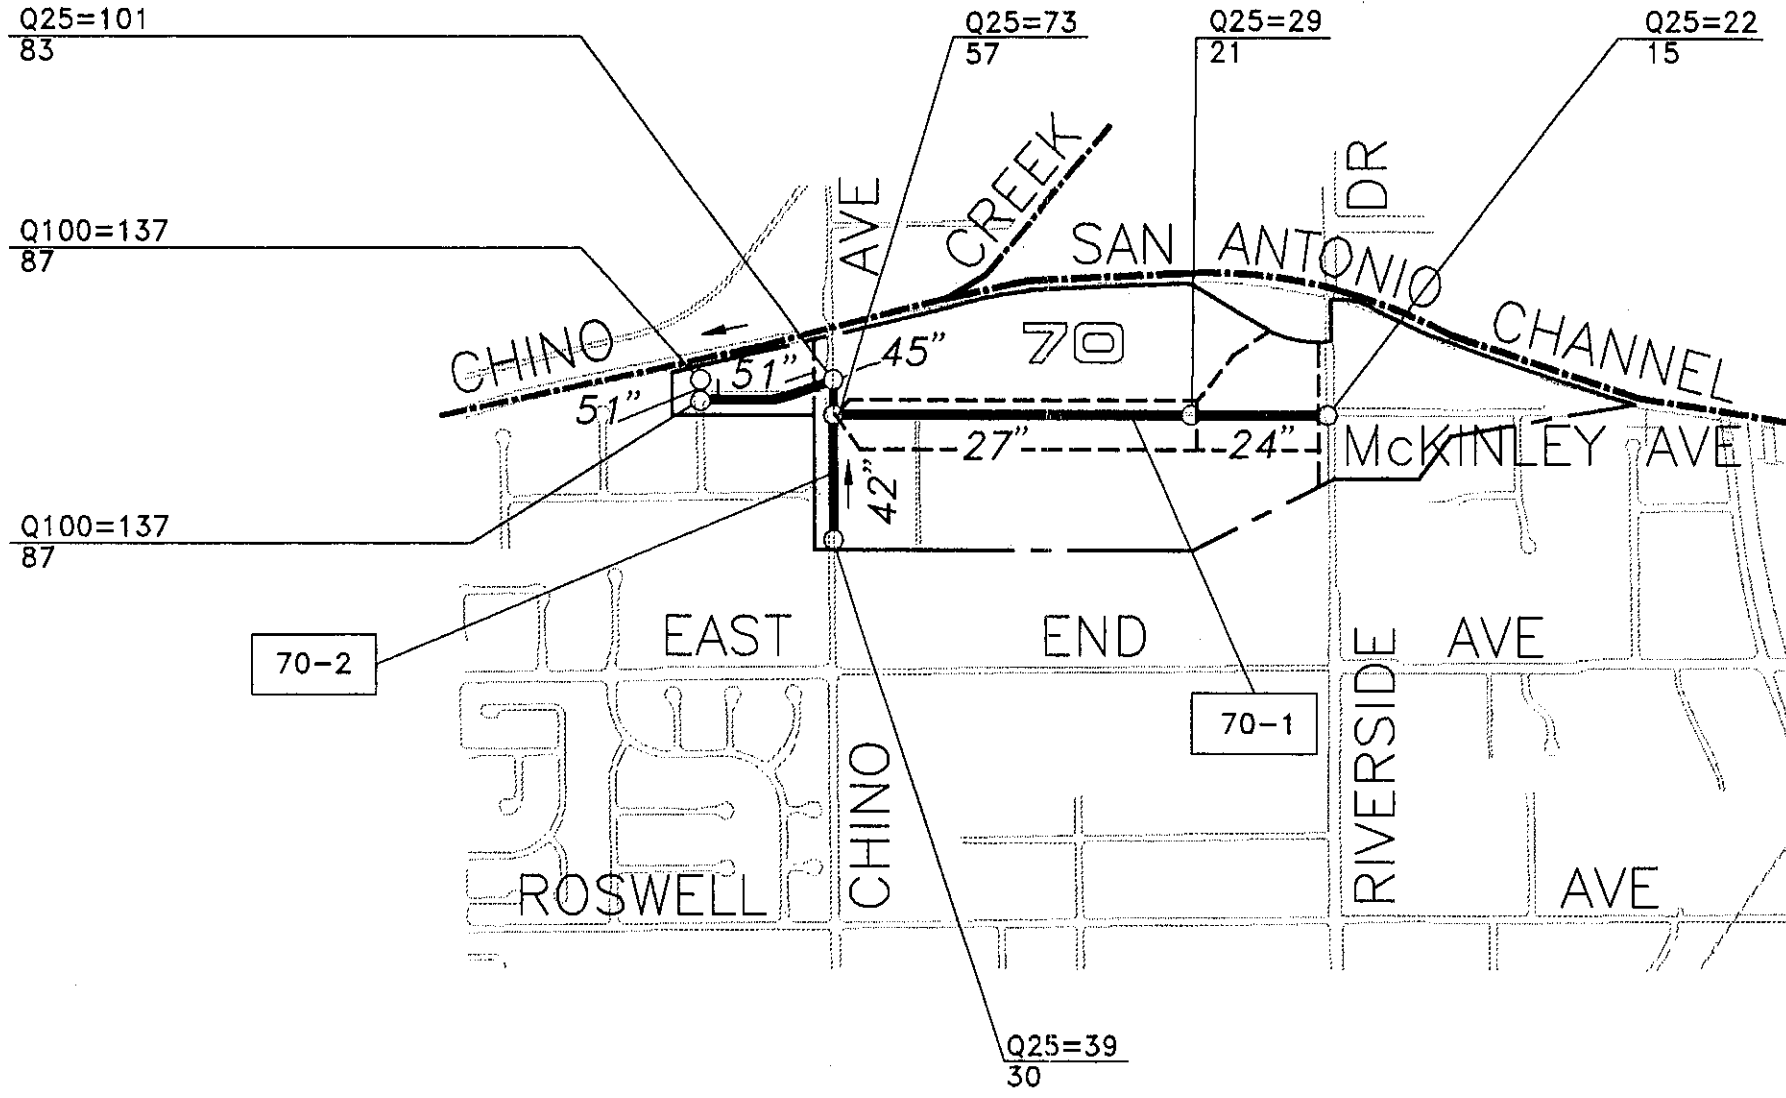 Q25=101
83
Q25=73
57
Q25=29
21
Q25=22
15
Q100=137
87
AVE
CREEK
SAN ANTONIO CHANNEL
DR
CHINO
51"
45"
70
51"
27"
24"
McKINLEY AVE
42"
Q100=137
87
EAST END AVE
70-2
70-1
CHINO
RIVERSIDE
ROSWELL AVE
Q25=39
30